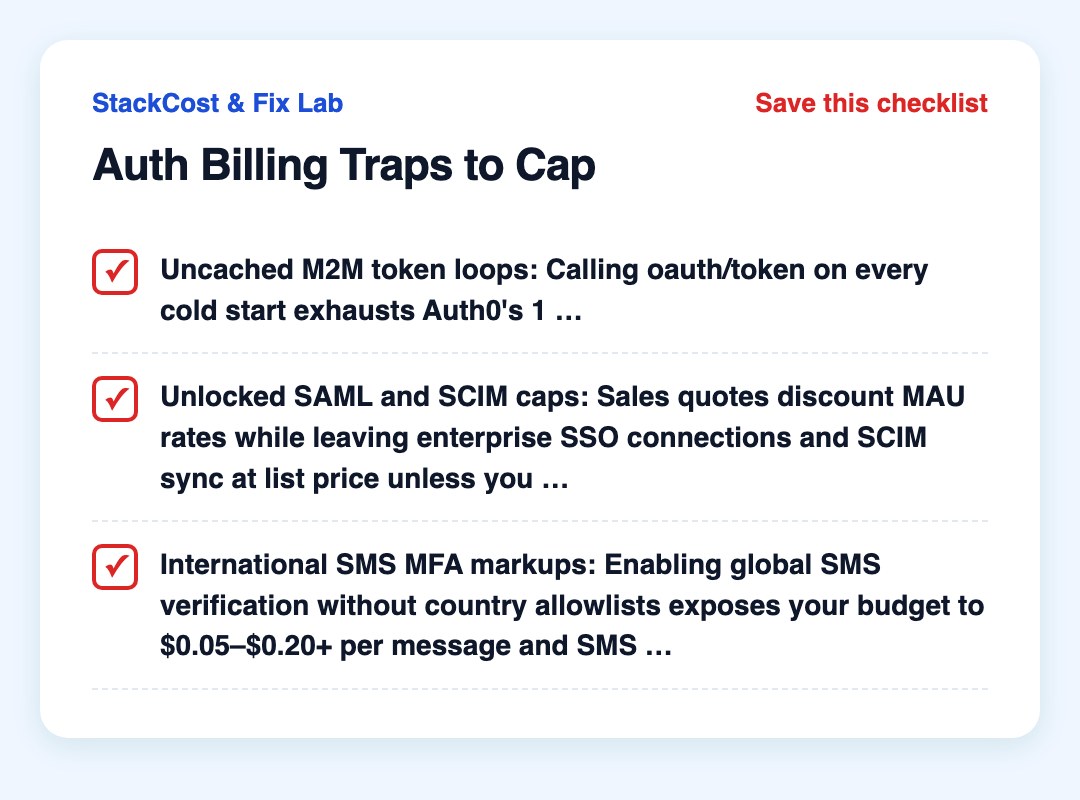 StackCost & Fix Lab
Save this checklist
Auth Billing Traps to Cap
Uncached M2M token loops: Calling oauth/token on every
cold start exhausts Auth0's 1 …
Unlocked SAML and SCIM caps: Sales quotes discount MAU
rates while leaving enterprise SSO connections and SCIM
sync at list price unless you …
International SMS MFA markups: Enabling global SMS
verification without country allowlists exposes your budget to
$0.05–$0.20+ per message and SMS …